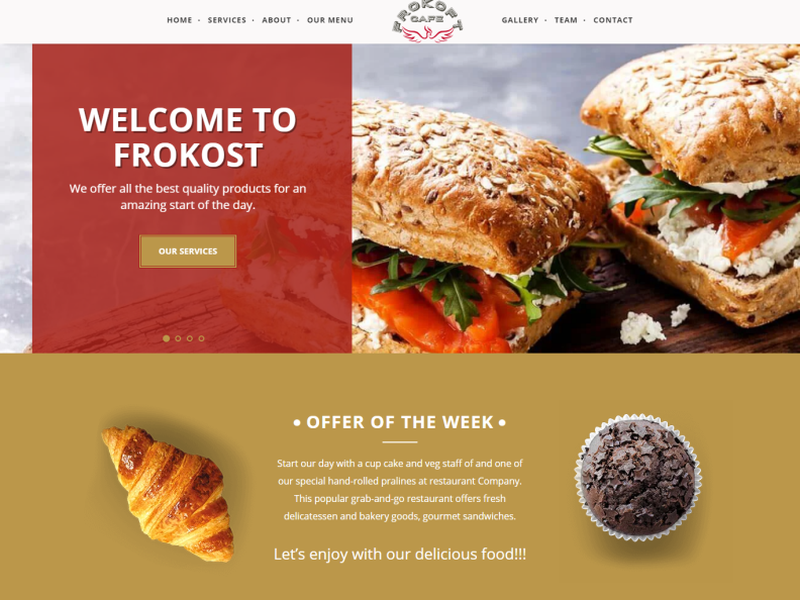 HOME • SERVICES • ABOUT • OUR MENU
FROKOFT
CAFE
GALLERY • TEAM • CONTACT
WELCOME TO
FROKOST
We offer all the best quality products for an
amazing start of the day.
OUR SERVICES
• OFFER OF THE WEEK •
Start our day with a cup cake and veg staff of and one of
our special hand-rolled pralines at restaurant Company.
This popular grab-and-go restaurant offers fresh
delicatessen and bakery goods, gourmet sandwiches.
Let's enjoy with our delicious food!!!